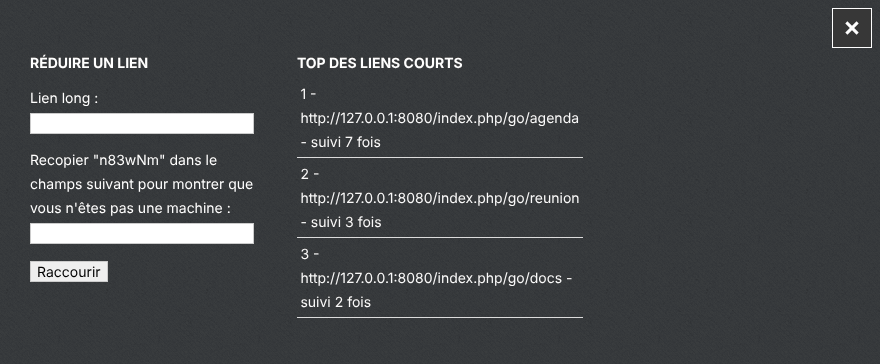 RÉDUIRE UN LIEN
Lien long :
Recopier "n83wNm" dans le
champs suivant pour montrer que
vous n'êtes pas une machine :
Raccourir
TOP DES LIENS COURTS
1 -
http://127.0.0.1:8080/index.php/go/agenda
- suivi 7 fois
2 -
http://127.0.0.1:8080/index.php/go/reunion
- suivi 3 fois
3 -
http://127.0.0.1:8080/index.php/go/docs -
suivi 2 fois